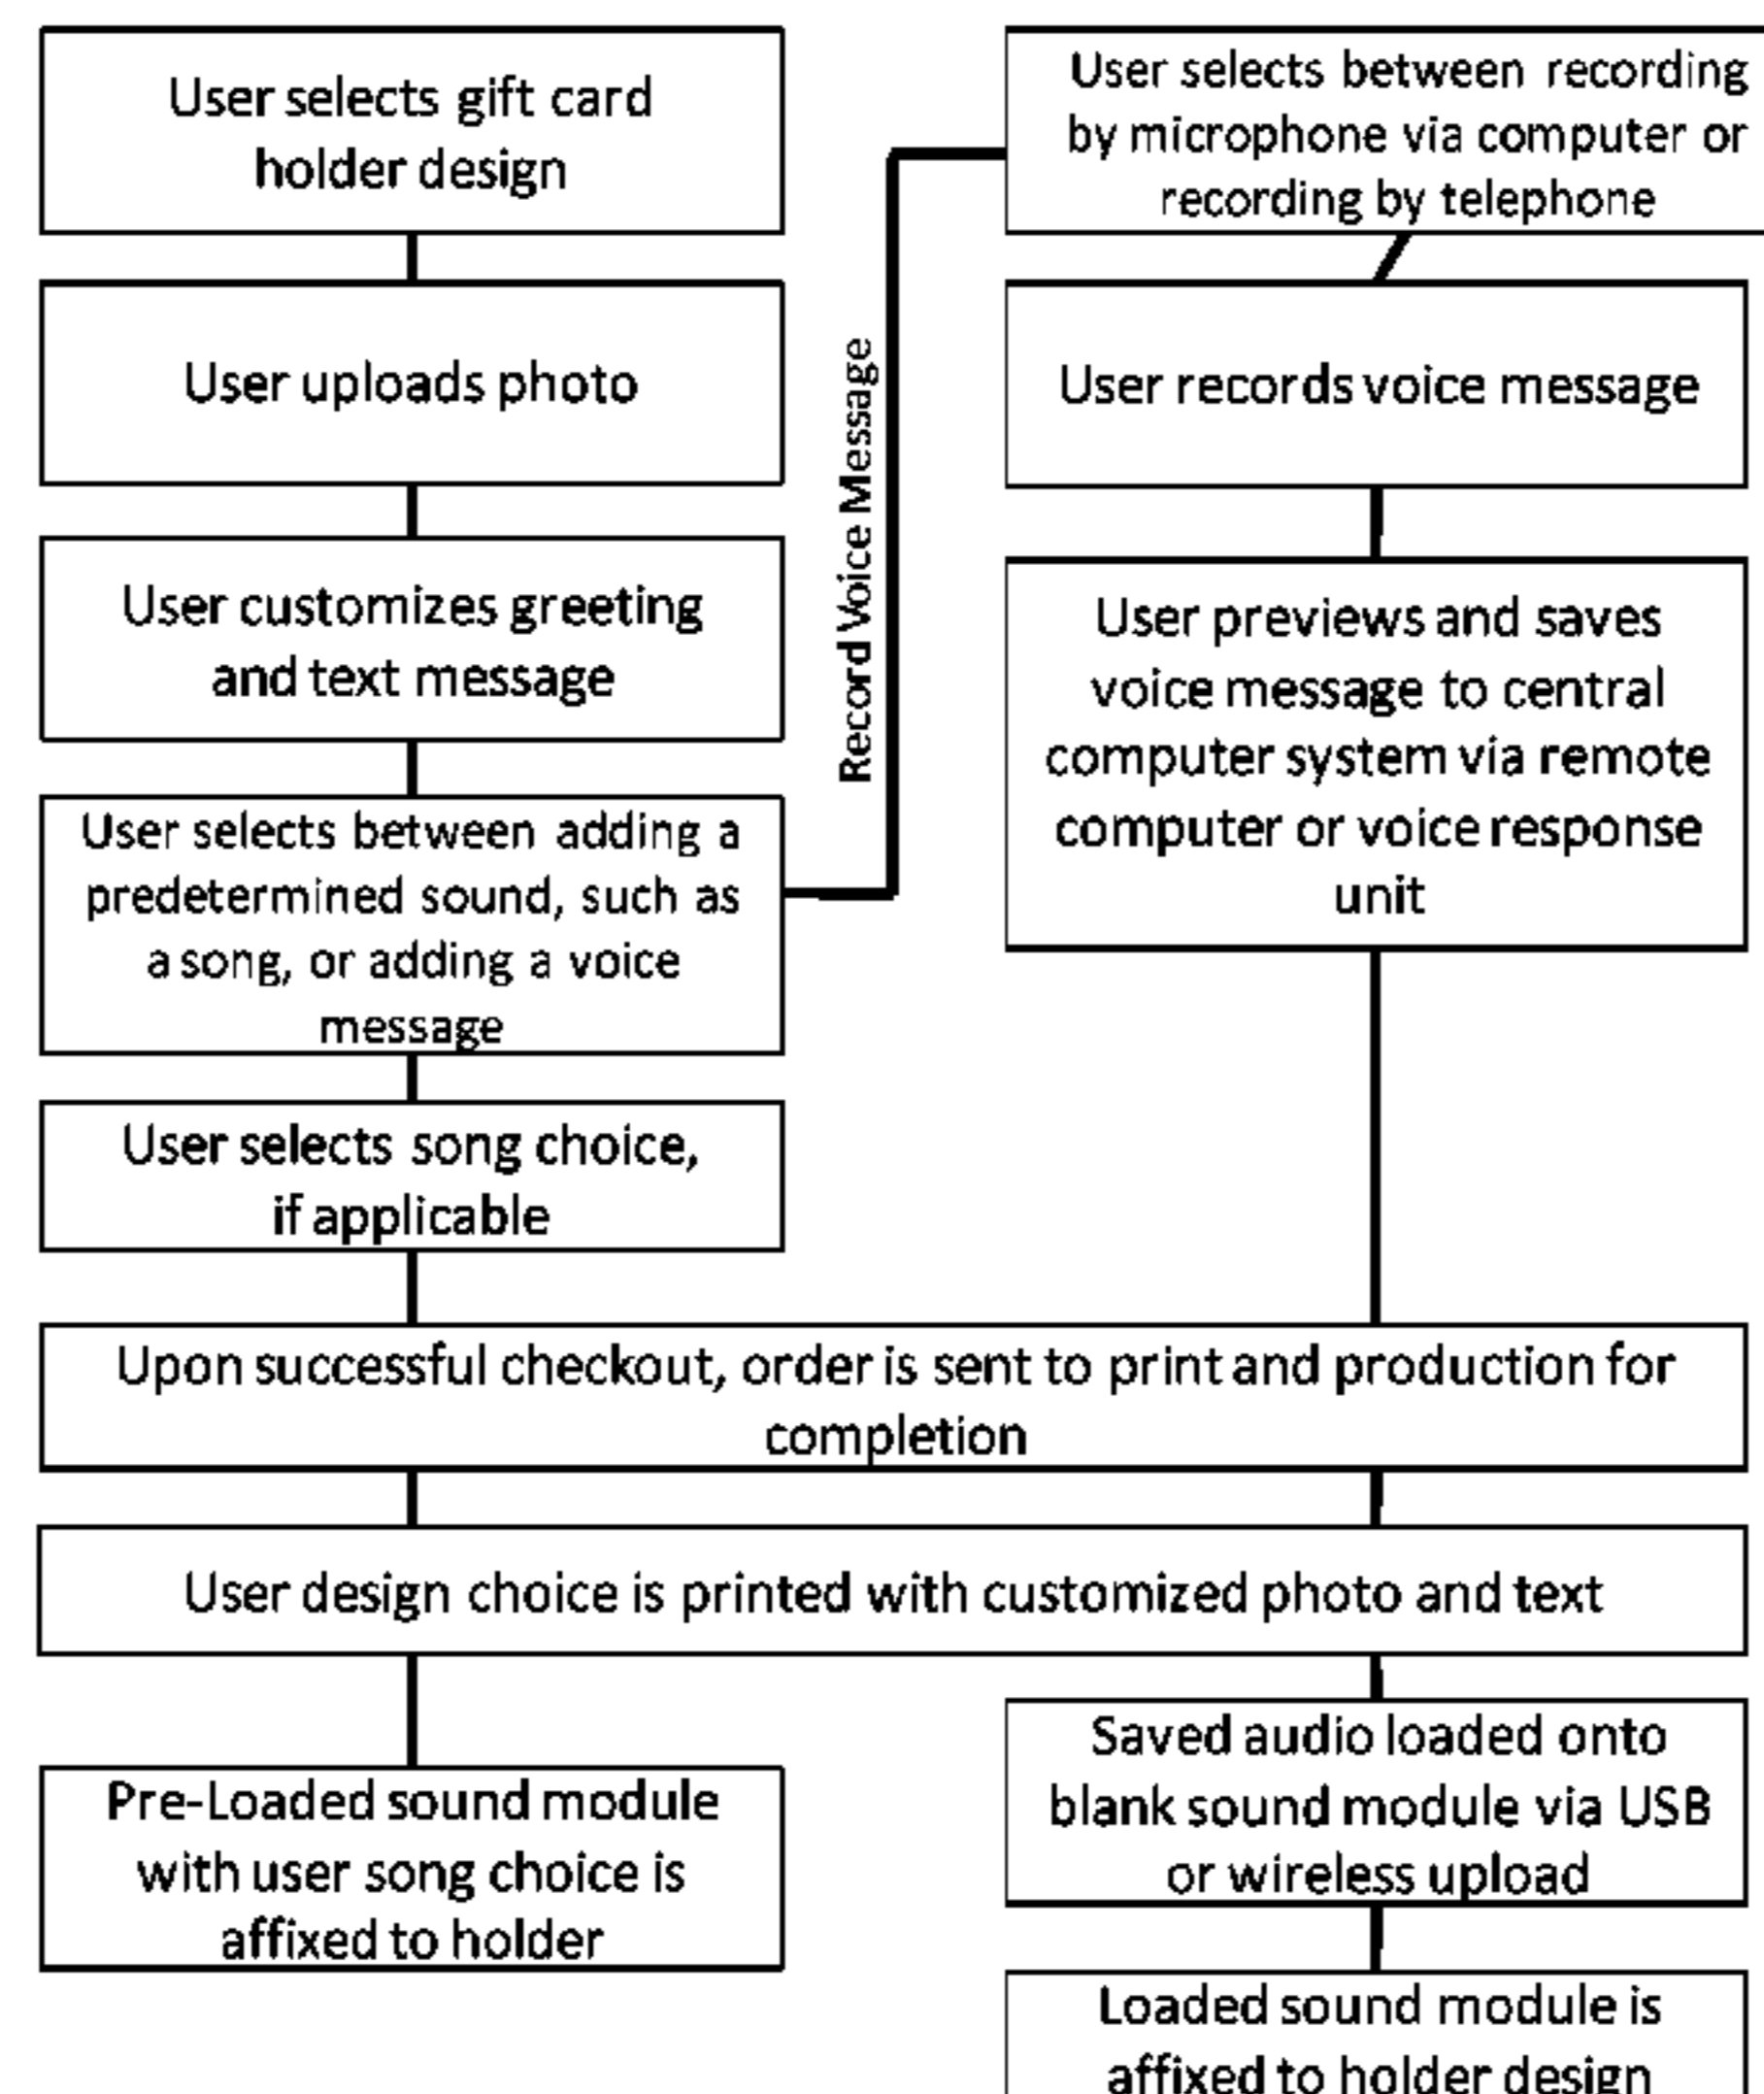 User selects gift card
holder design
User uploads photo
User customizes greeting
and text message
User selects between adding a
predetermined sound, such as
a song, or adding a voice
message
User selects song choice,
if applicable
Record Voice Message
User selects between recording
by microphone via computer or
recording by telephone
User records voice message
User previews and saves
voice message to central
computer system via remote
computer or voice response
unit
Upon successful checkout, order is sent to print and production for
completion
User design choice is printed with customized photo and text
Pre-Loaded sound module
with user song choice is
affixed to holder
Saved audio loaded onto
blank sound module via USB
or wireless upload
Loaded sound module is
affixed to holder design